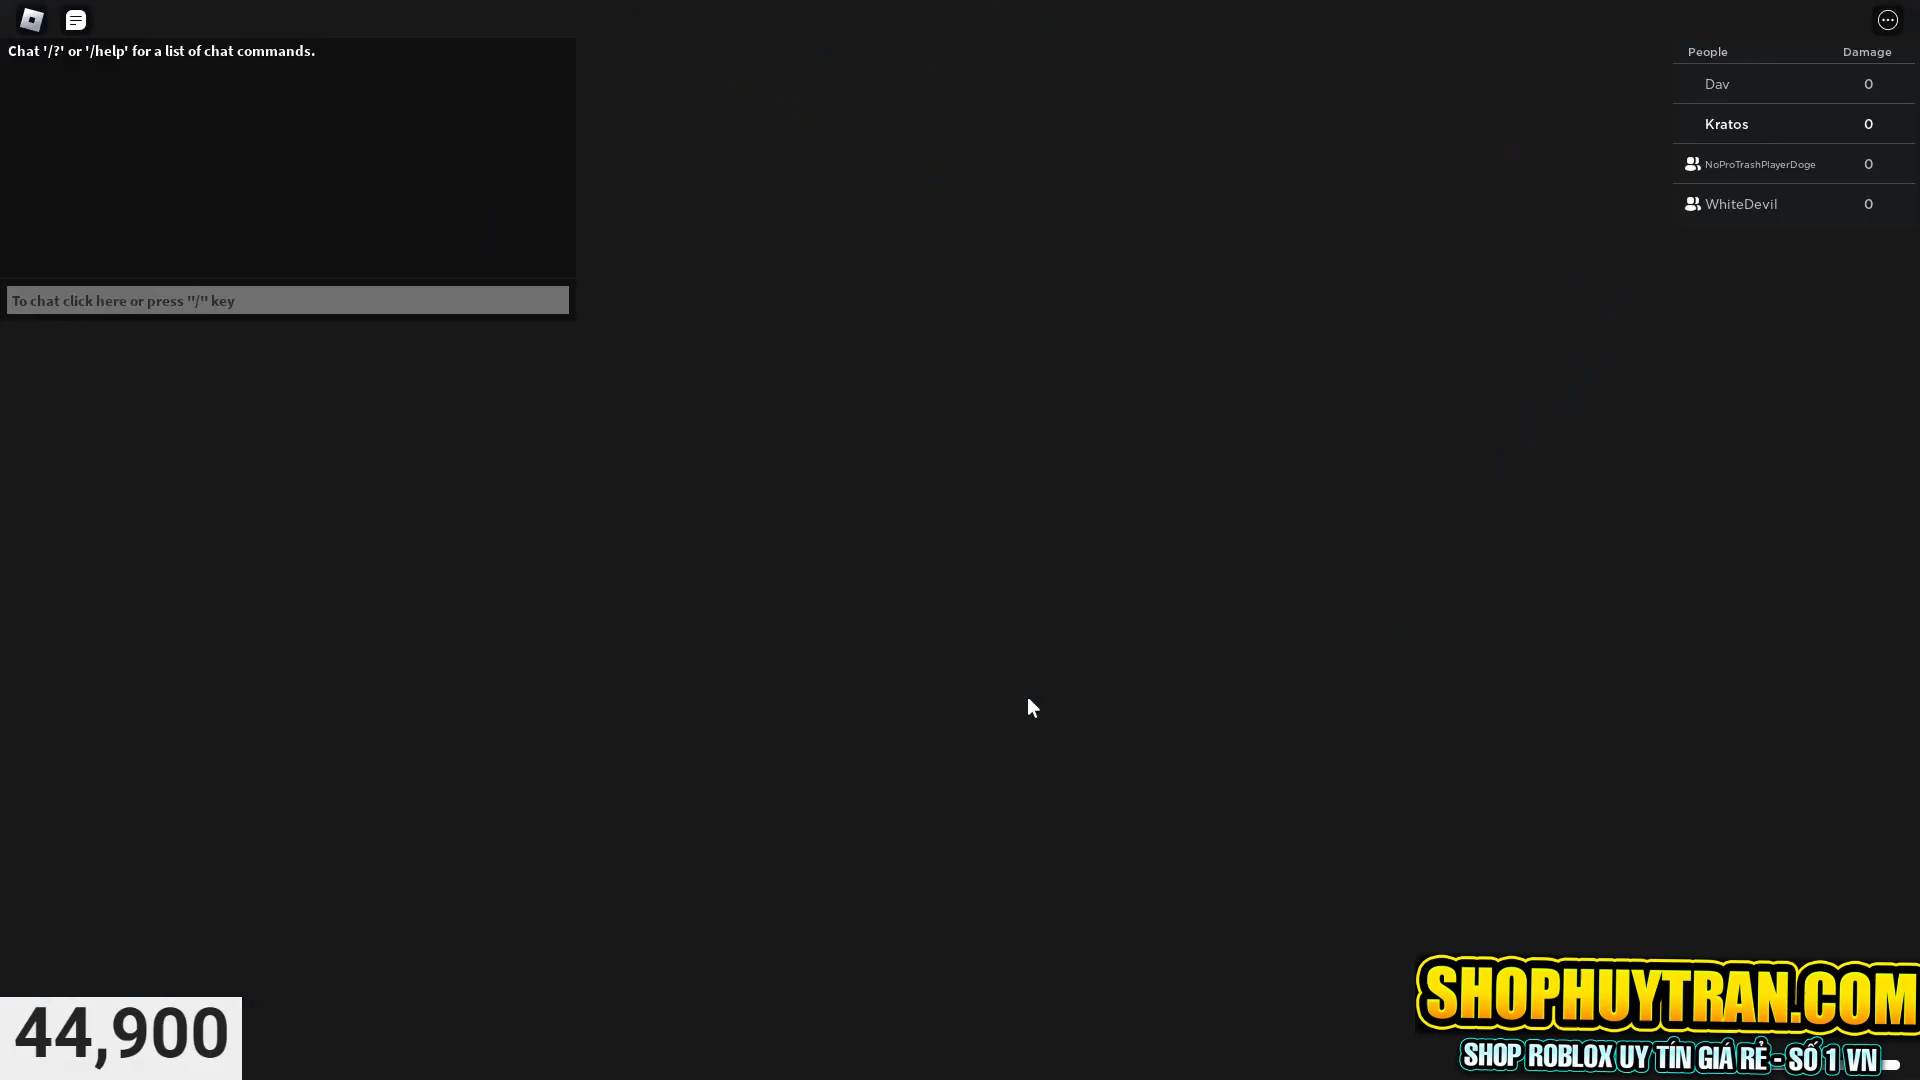 Chat '/?' or '/help' for a list of chat commands.
To chat click here or press "/" key
People Damage
Dav 0
Kratos 0
NoProTrashPlayerDoge 0
WhiteDevil 0
44,900
SHOPHUYTRAN.COM
SHOP ROBLOX UY TÍN GIÁ RẺ - SỐ 1 VN